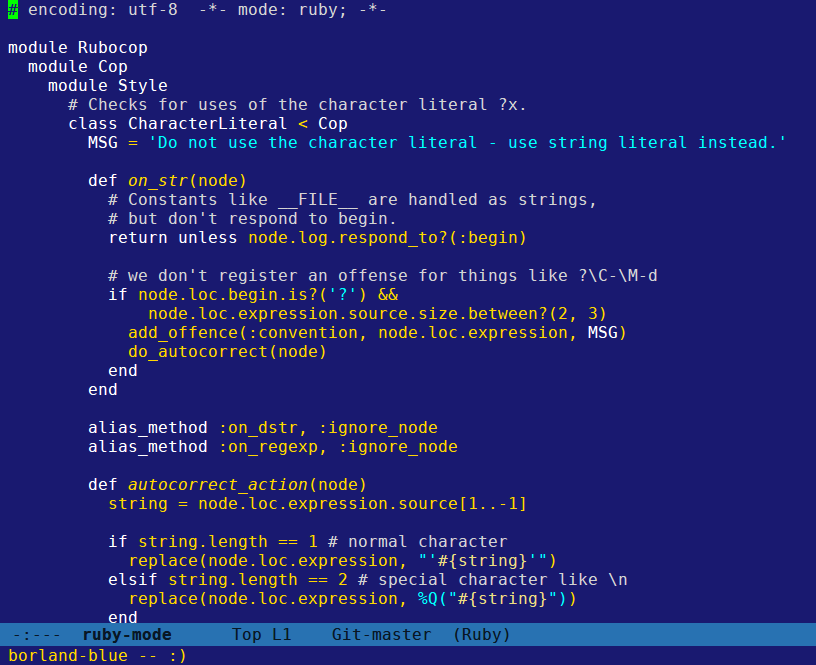 # encoding: utf-8  -*- mode: ruby; -*-

module Rubocop
  module Cop
    module Style
      # Checks for uses of the character literal ?x.
      class CharacterLiteral < Cop
        MSG = 'Do not use the character literal - use string literal instead.'

        def on_str(node)
          # Constants like __FILE__ are handled as strings,
          # but don't respond to begin.
          return unless node.log.respond_to?(:begin)

          # we don't register an offense for things like ?\C-\M-d
          if node.loc.begin.is?('?') &&
              node.loc.expression.source.size.between?(2, 3)
            add_offence(:convention, node.loc.expression, MSG)
            do_autocorrect(node)
          end
        end

        alias_method :on_dstr, :ignore_node
        alias_method :on_regexp, :ignore_node

        def autocorrect_action(node)
          string = node.loc.expression.source[1..-1]

          if string.length == 1 # normal character
            replace(node.loc.expression, "'#{string}'")
          elsif string.length == 2 # special character like \n
            replace(node.loc.expression, %Q("#{string}"))
          end
-:---  ruby-mode      Top L1    Git-master  (Ruby)
borland-blue -- :)